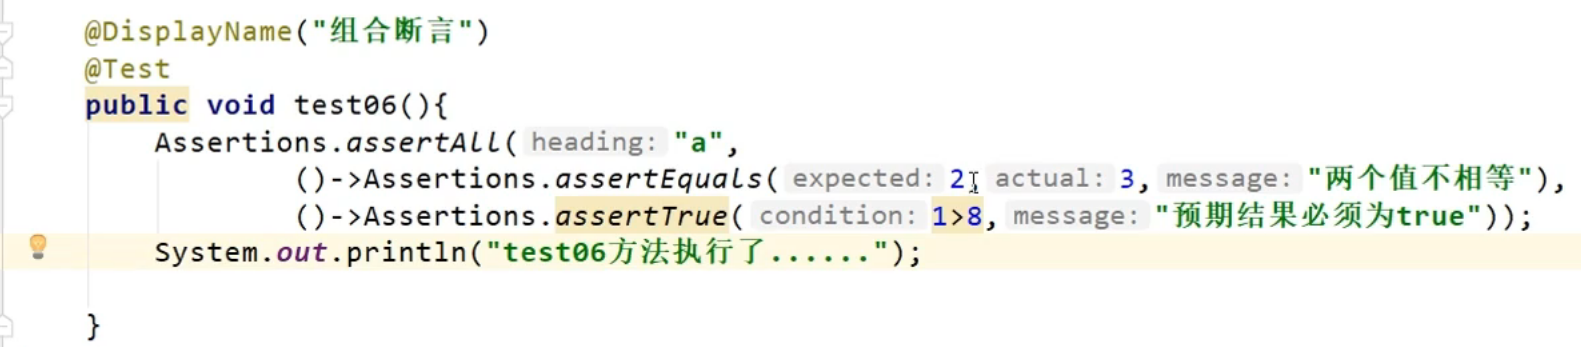 @DisplayName("组合断言")
@Test
public void test06(){
Assertions.assertAll( heading: "a",
()->Assertions.assertEquals( expected: 2, actual: 3, message: "两个值不相等"),
()->Assertions.assertTrue( condition: 1>8, message: "预期结果必须为true"));
System.out.println("test06方法执行了......");
}